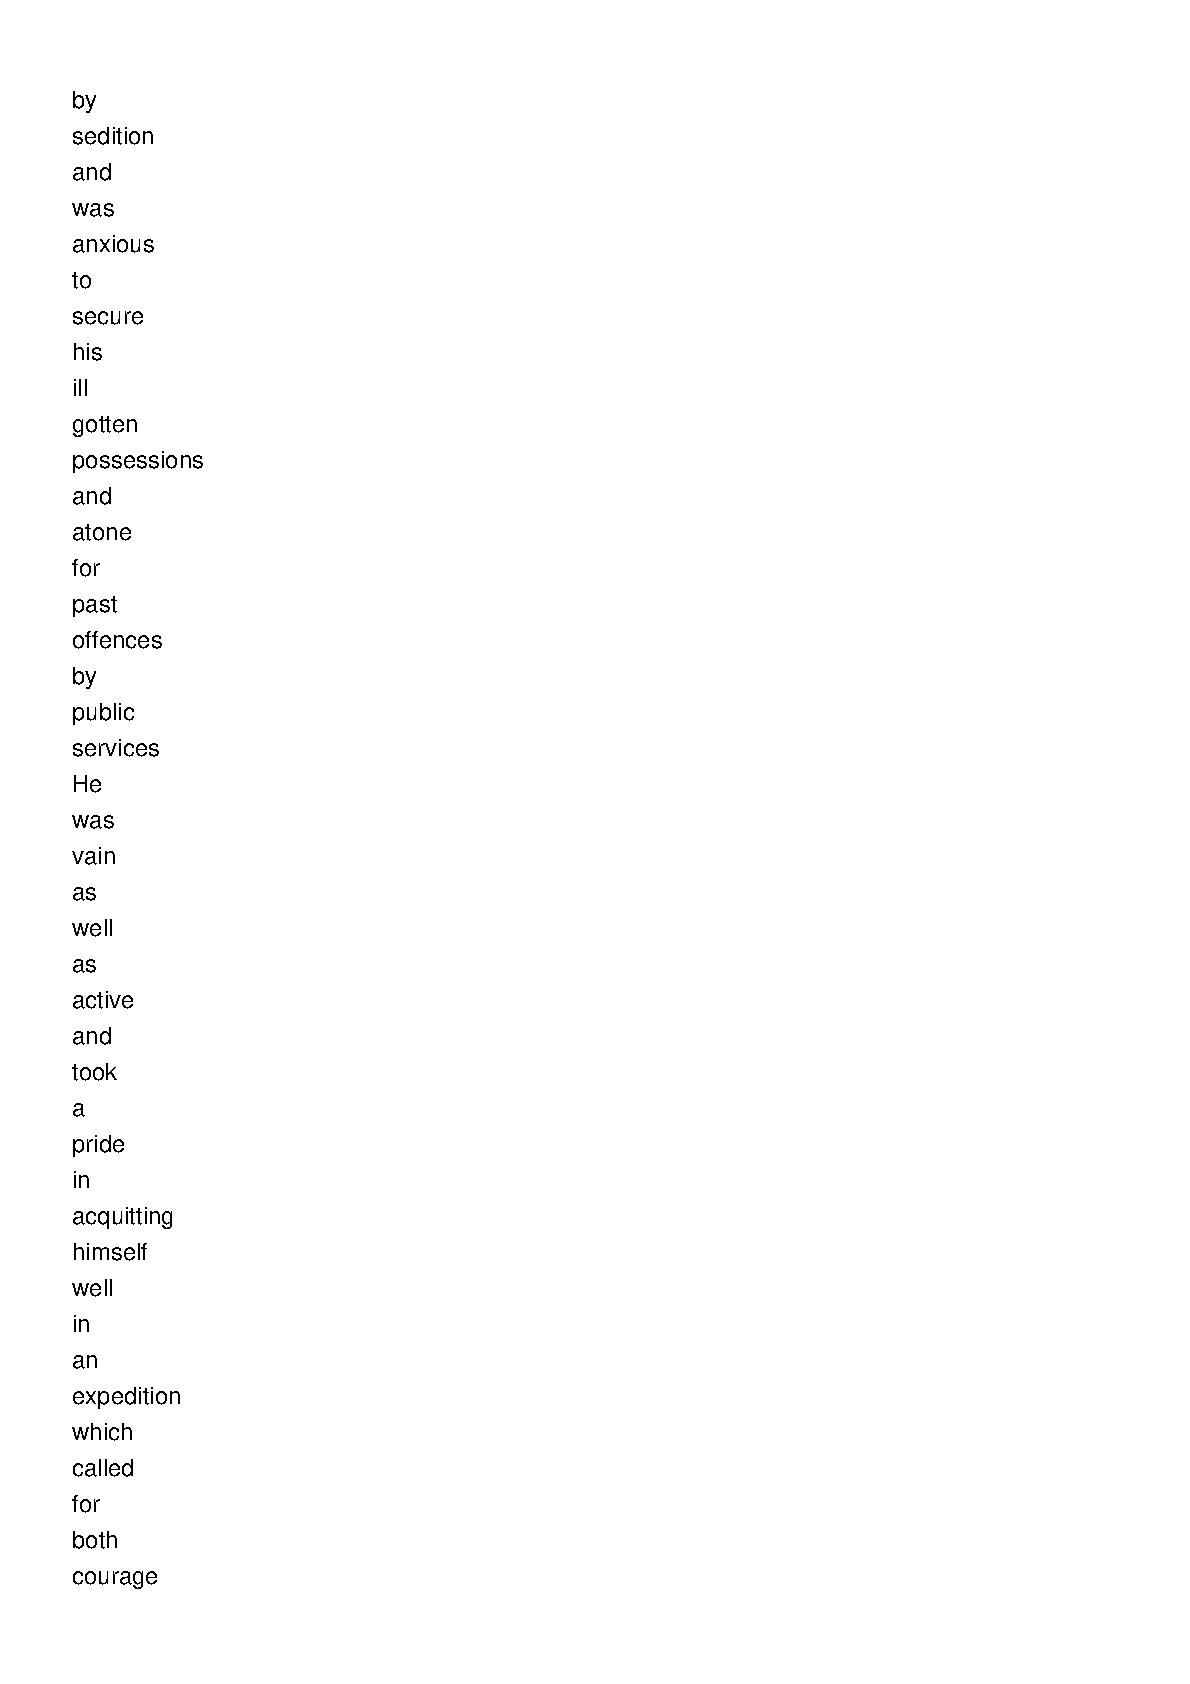 by
sedition
and
was
anxious
to
secure
his
ill
gotten
possessions
and
atone
for
past
offences
by
public
services
He
was
vain
as
well
as
active
and
took
a
pride
in
acquitting
himself
well
in
an
expedition
which
called
for
both
courage